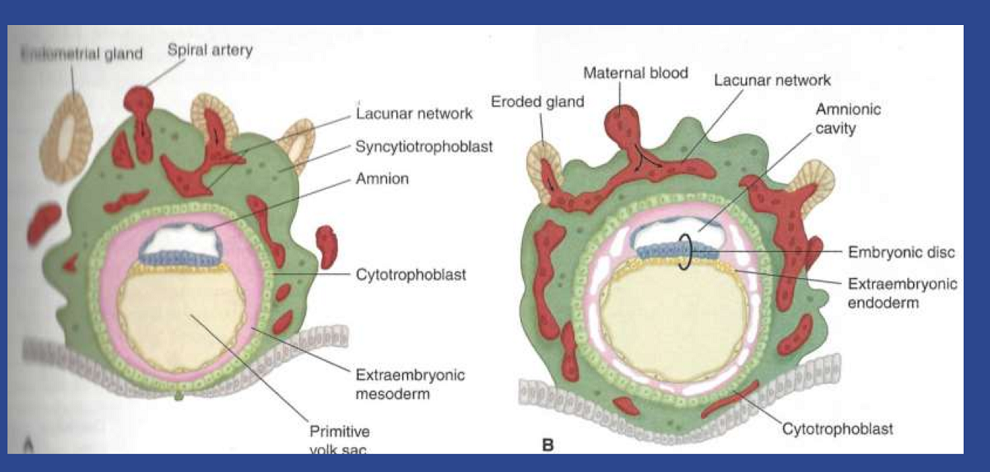 Endometrial gland
Spiral artery
Lacunar network
Syncytiotrophoblast
Amnion
Cytotrophoblast
Extraembryonic
mesoderm
Primitive
yolk sac
A
Maternal blood
Lacunar network
Eroded gland
Amnionic
cavity
Embryonic disc
Extraembryonic
endoderm
Cytotrophoblast
B